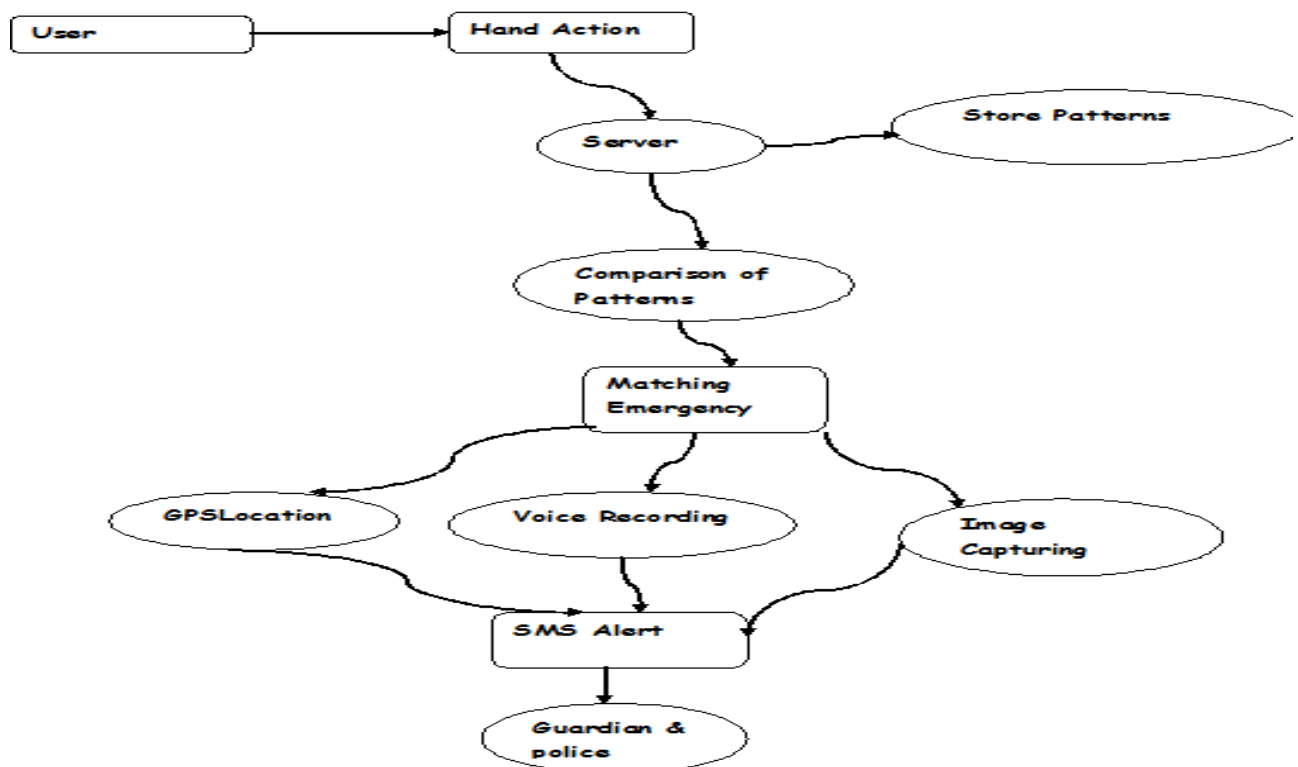 User
Hand Action
Store Patterns
Server
Comparison of
Patterns
Matching
Emergency
GPSLocation
Voice Recording
Image
Capturing
SMS Alert
Guardian &
police